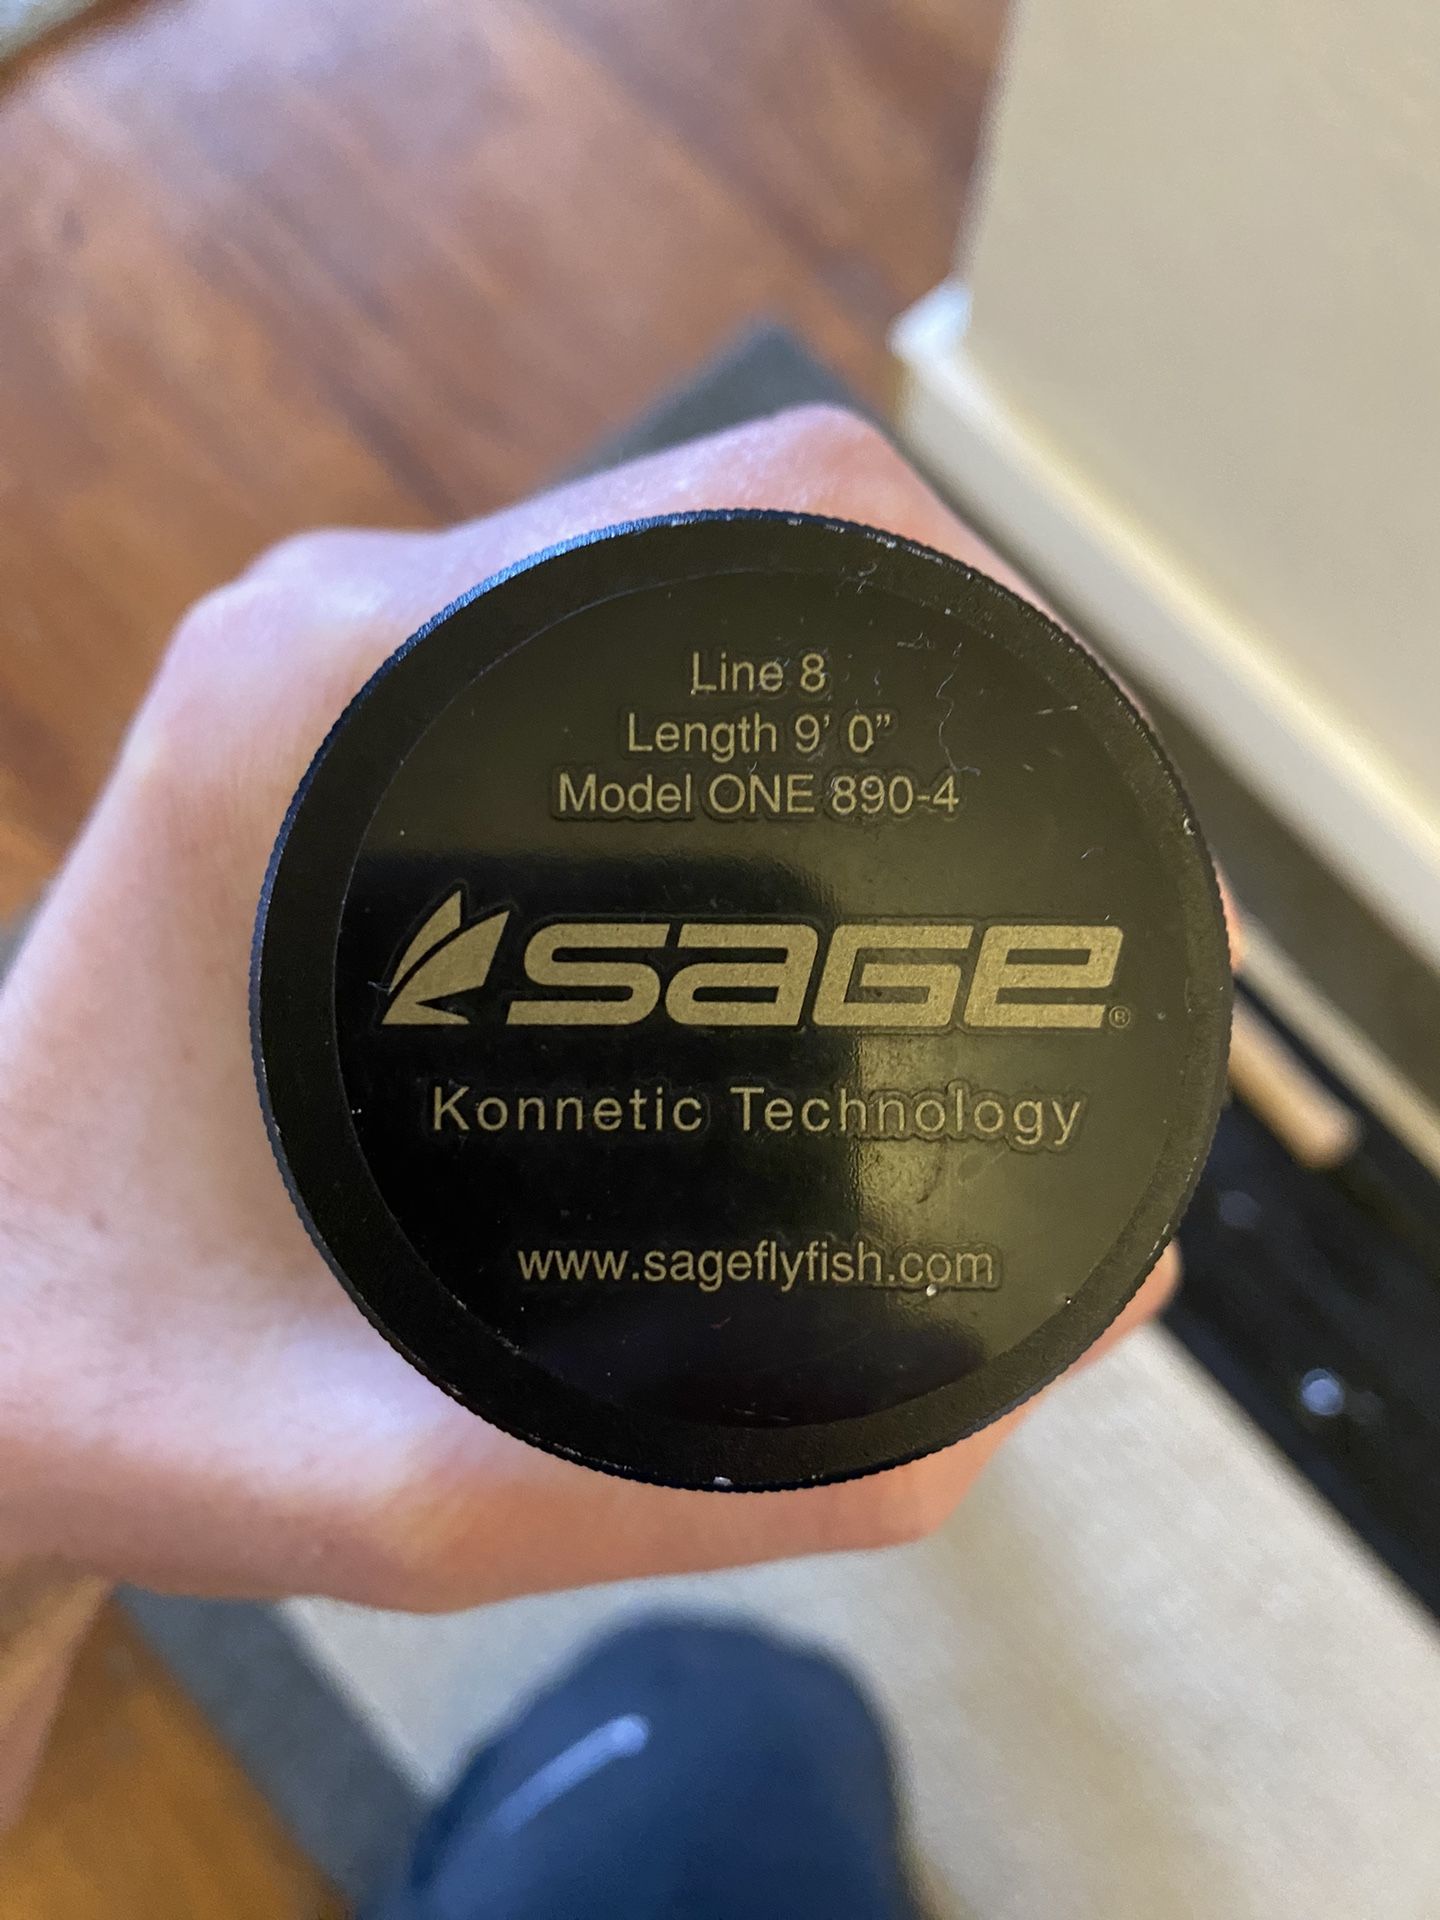 Line 8
Length 9' 0”
Model ONE 890-4
SAGE®
Konnetic Technology
www.sageflyfish.com